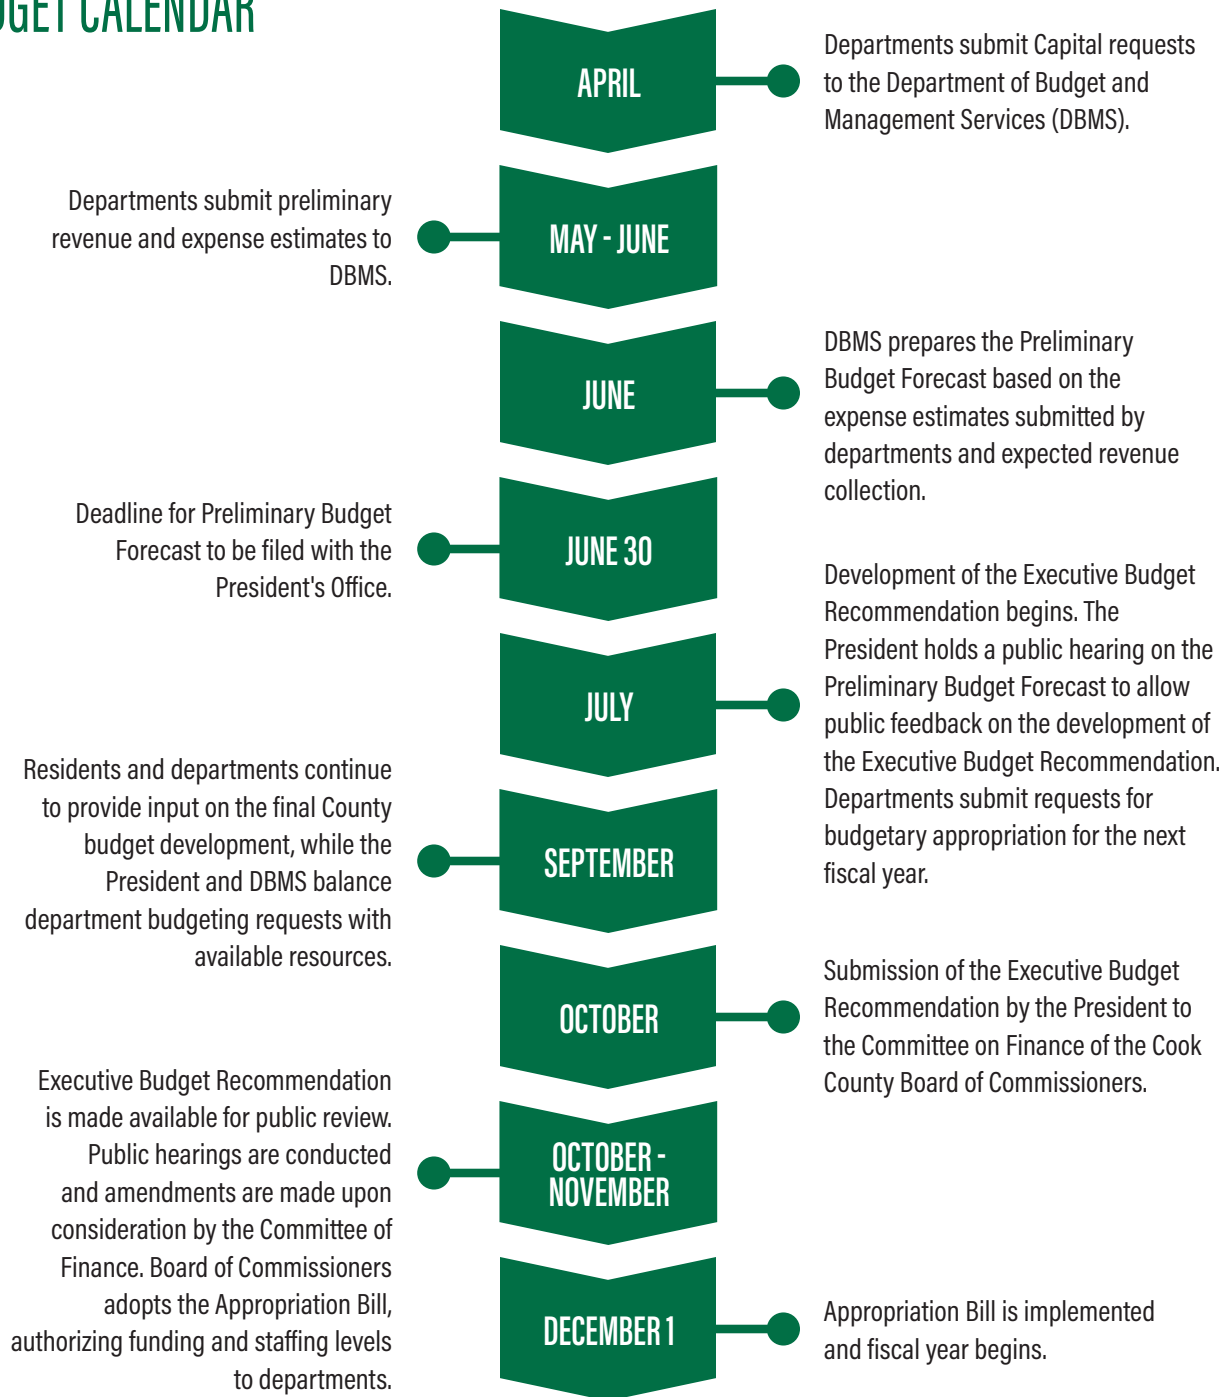 CALENDAR
APRIL
Departments submit Capital requests
to the Department of Budget and
Management Services (DBMS).
MAY - JUNE
Departments submit preliminary
revenue and expense estimates to
DBMS.
JUNE
DBMS prepares the Preliminary
Budget Forecast based on the
expense estimates submitted by
departments and expected revenue
collection.
JUNE 30
Deadline for Preliminary Budget
Forecast to be filed with the
President's Office.
JULY
Development of the Executive Budget
Recommendation begins. The
President holds a public hearing on the
Preliminary Budget Forecast to allow
public feedback on the development of
the Executive Budget Recommendation.
Departments submit requests for
budgetary appropriation for the next
fiscal year.
SEPTEMBER
Residents and departments continue
to provide input on the final County
budget development, while the
President and DBMS balance
department budgeting requests with
available resources.
OCTOBER
Submission of the Executive Budget
Recommendation by the President to
the Committee on Finance of the Cook
County Board of Commissioners.
OCTOBER -
NOVEMBER
Executive Budget Recommendation
is made available for public review.
Public hearings are conducted
and amendments are made upon
consideration by the Committee of
Finance. Board of Commissioners
adopts the Appropriation Bill,
authorizing funding and staffing levels
to departments.
DECEMBER 1
Appropriation Bill is implemented
and fiscal year begins.